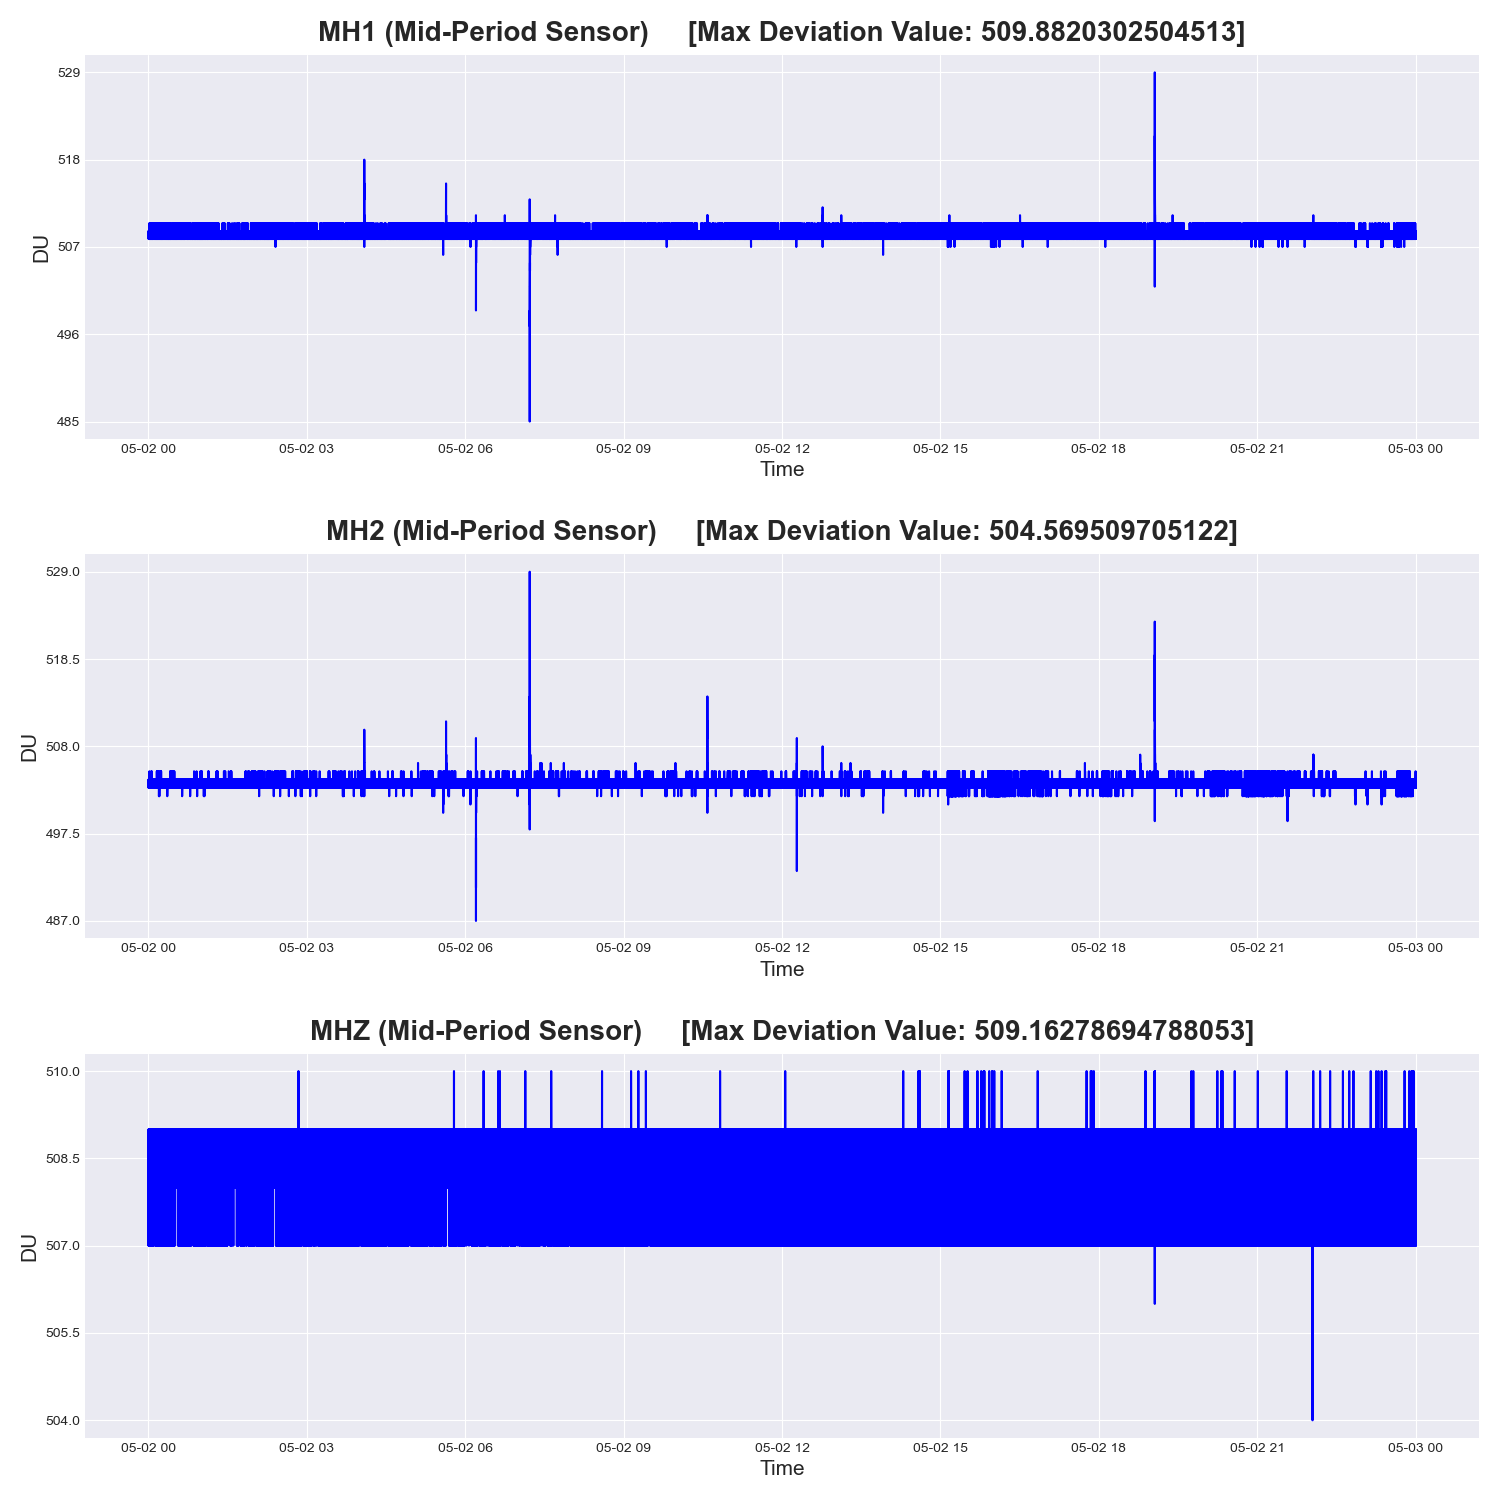 MH1 (Mid-Period Sensor) [Max Deviation Value: 509.8820302504513]
529
518
507
496
485
DU
05-02 00 05-02 03 05-02 06 05-02 09 05-02 12 05-02 15 05-02 18 05-02 21 05-03 00
Time
MH2 (Mid-Period Sensor) [Max Deviation Value: 504.569509705122]
529.0
518.5
508.0
497.5
487.0
DU
05-02 00 05-02 03 05-02 06 05-02 09 05-02 12 05-02 15 05-02 18 05-02 21 05-03 00
Time
MHZ (Mid-Period Sensor) [Max Deviation Value: 509.16278694788053]
510.0
508.5
507.0
505.5
504.0
DU
05-02 00 05-02 03 05-02 06 05-02 09 05-02 12 05-02 15 05-02 18 05-02 21 05-03 00
Time